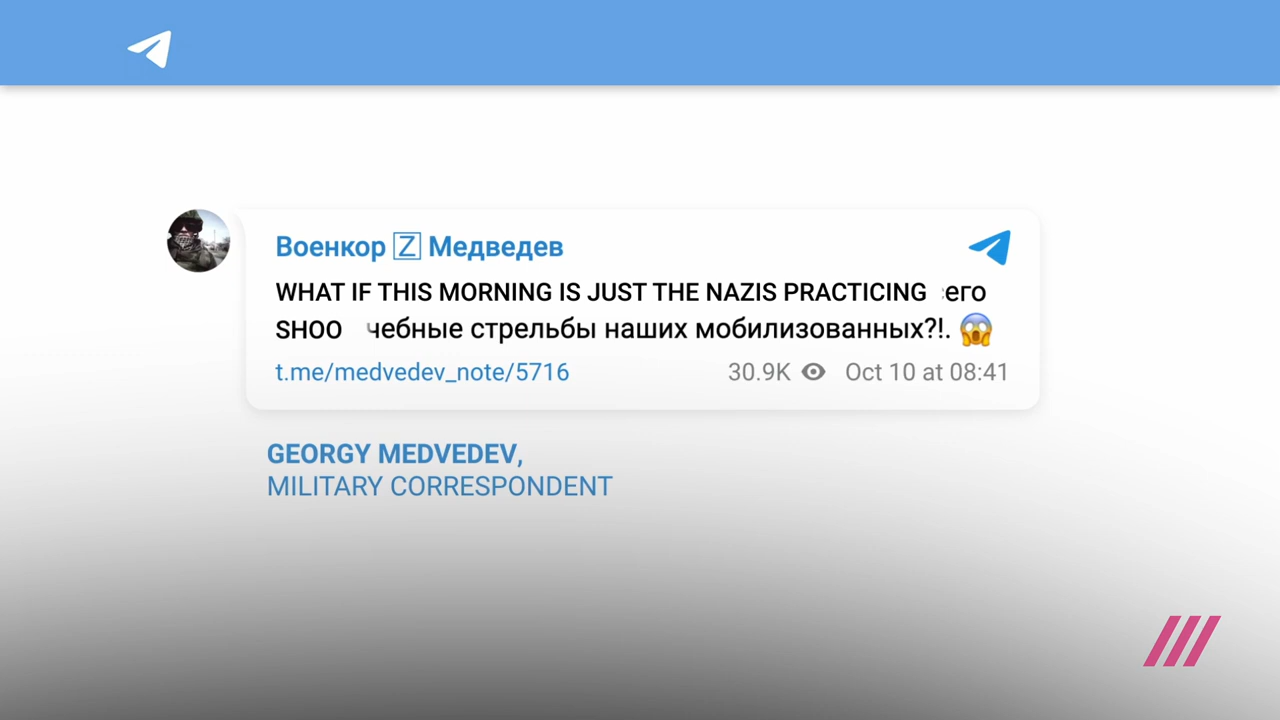 Военкор Z Медведев
WHAT IF THIS MORNING IS JUST THE NAZIS PRACTICING его
SHOO чебные стрельбы наших мобилизованных?!. 😱
t.me/medvedev_note/5716 30.9K Oct 10 at 08:41
GEORGY MEDVEDEV,
MILITARY CORRESPONDENT